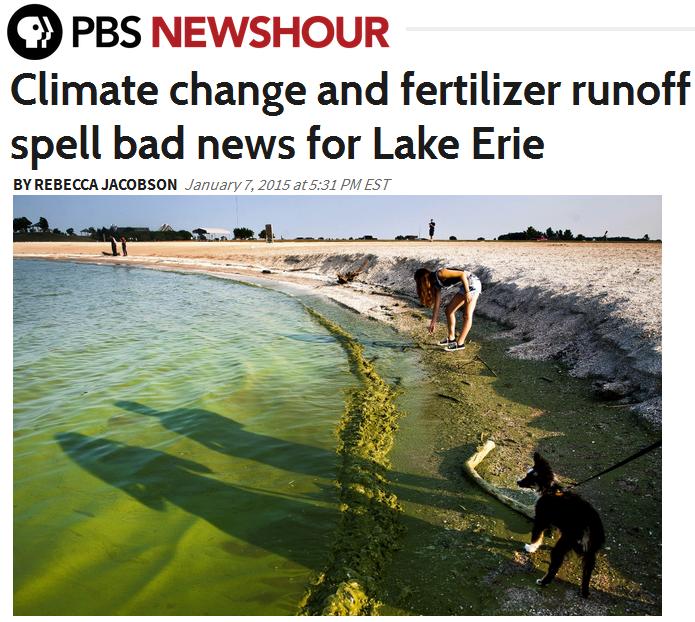 PBS NEWSHOUR
Climate change and fertilizer runoff
spell bad news for Lake Erie
BY REBECCA JACOBSON January 7, 2015 at 5:31 PM EST